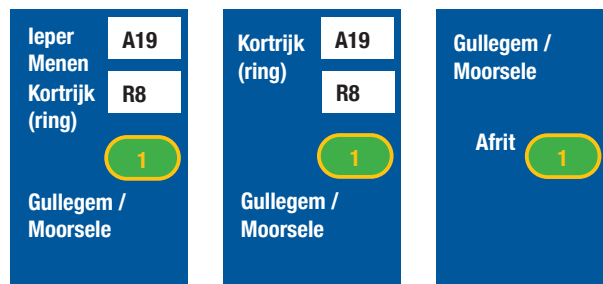 Ieper A19
Menen
Kortrijk R8
(ring)
1
Gullegem /
Moorsele
Kortrijk A19
(ring)
R8
1
Gullegem /
Moorsele
Gullegem /
Moorsele
Afrit 1